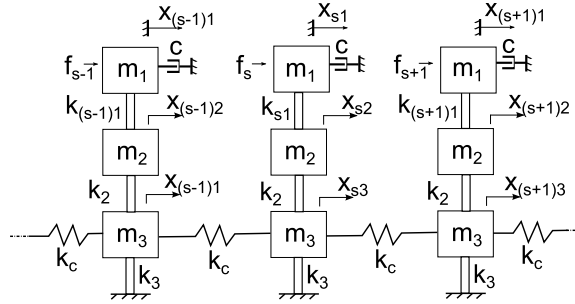 x(s-1)1 xs1 x(s+1)1
c c c
fs-1 m1 fs m1 fs+1 m1
k(s-1)1 x(s-1)2 ks1 xs2 k(s+1)1 x(s+1)2
m2 m2 m2
k2 x(s-1)1 k2 xs3 k2 x(s+1)3
m3 m3 m3
kc kc kc kc
k3 k3 k3